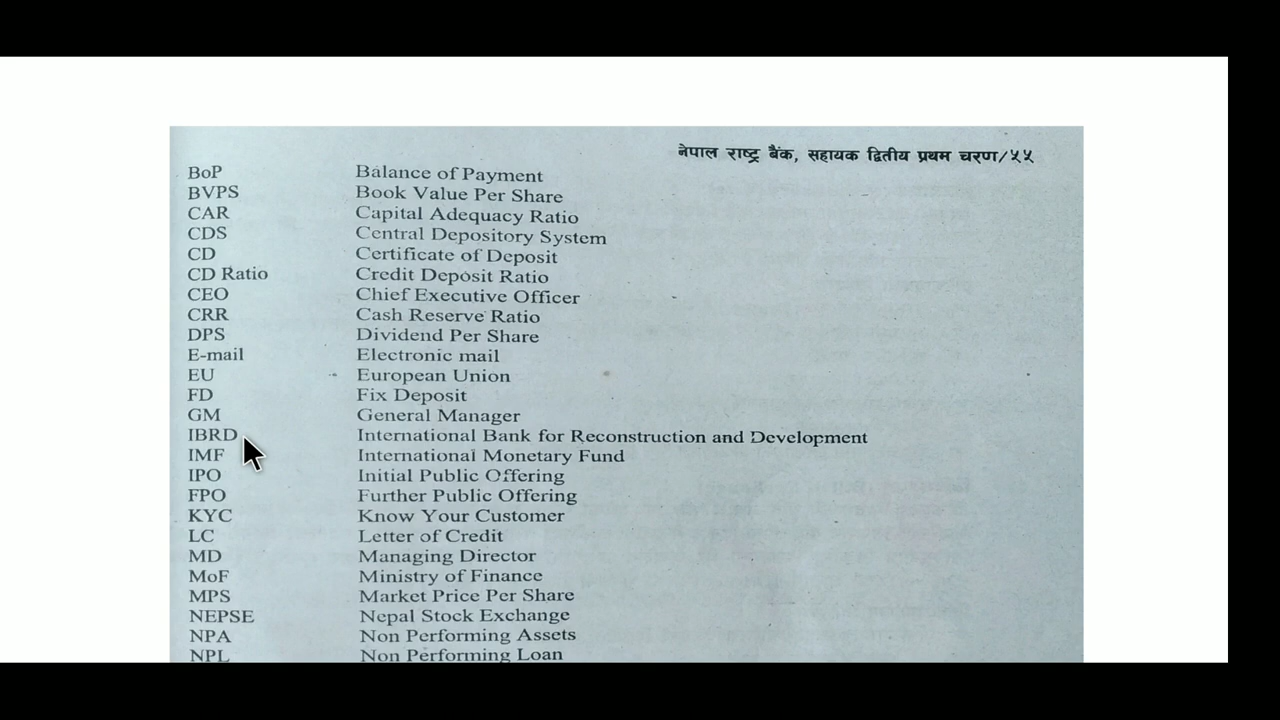 नेपाल राष्ट्र बैंक, सहायक द्वितीय प्रथम चरण/५५
BoP Balance of Payment
BVPS Book Value Per Share
CAR Capital Adequacy Ratio
CDS Central Depository System
CD Certificate of Deposit
CD Ratio Credit Deposit Ratio
CEO Chief Executive Officer
CRR Cash Reserve Ratio
DPS Dividend Per Share
E-mail Electronic mail
EU European Union
FD Fix Deposit
GM General Manager
IBRD International Bank for Reconstruction and Development
IMF International Monetary Fund
IPO Initial Public Offering
FPO Further Public Offering
KYC Know Your Customer
LC Letter of Credit
MD Managing Director
MoF Ministry of Finance
MPS Market Price Per Share
NEPSE Nepal Stock Exchange
NPA Non Performing Assets
NPL Non Performing Loan